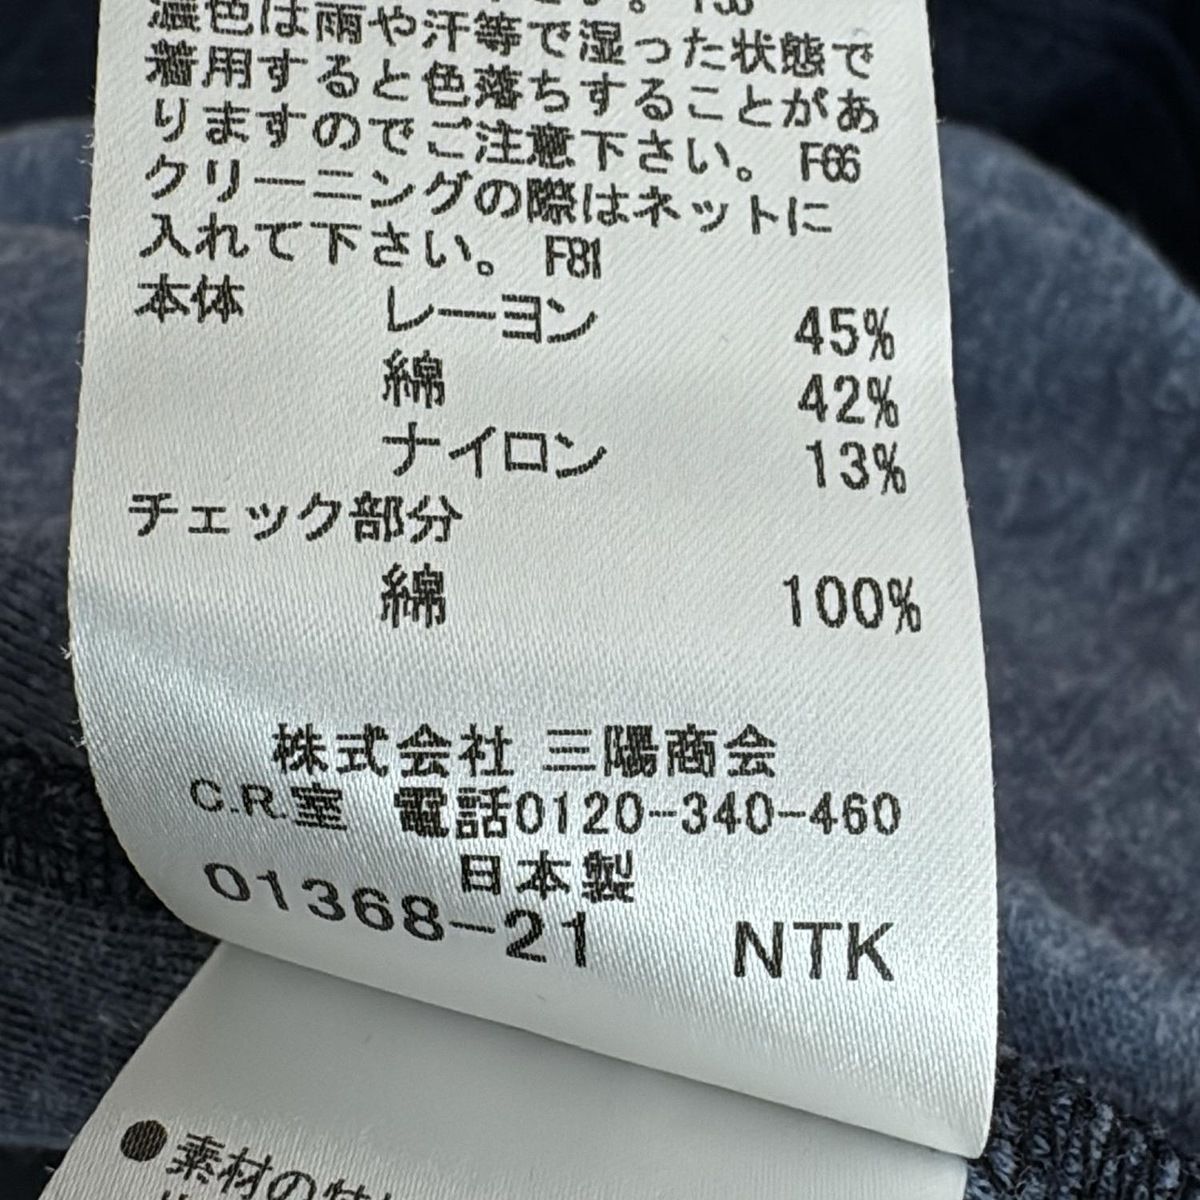 濃色は雨や汗等で湿った状態で
着用すると色落ちすることがあ
りますのでご注意下さい。 F66
クリーニングの際はネットに
入れて下さい。 F81
本体 レーヨン 45%
綿 42%
ナイロン 13%
チェック部分
綿 100%
株式会社 三陽商会
C.R.室 電話0120-340-460
日本製
01368-21 NTK
●素材の特